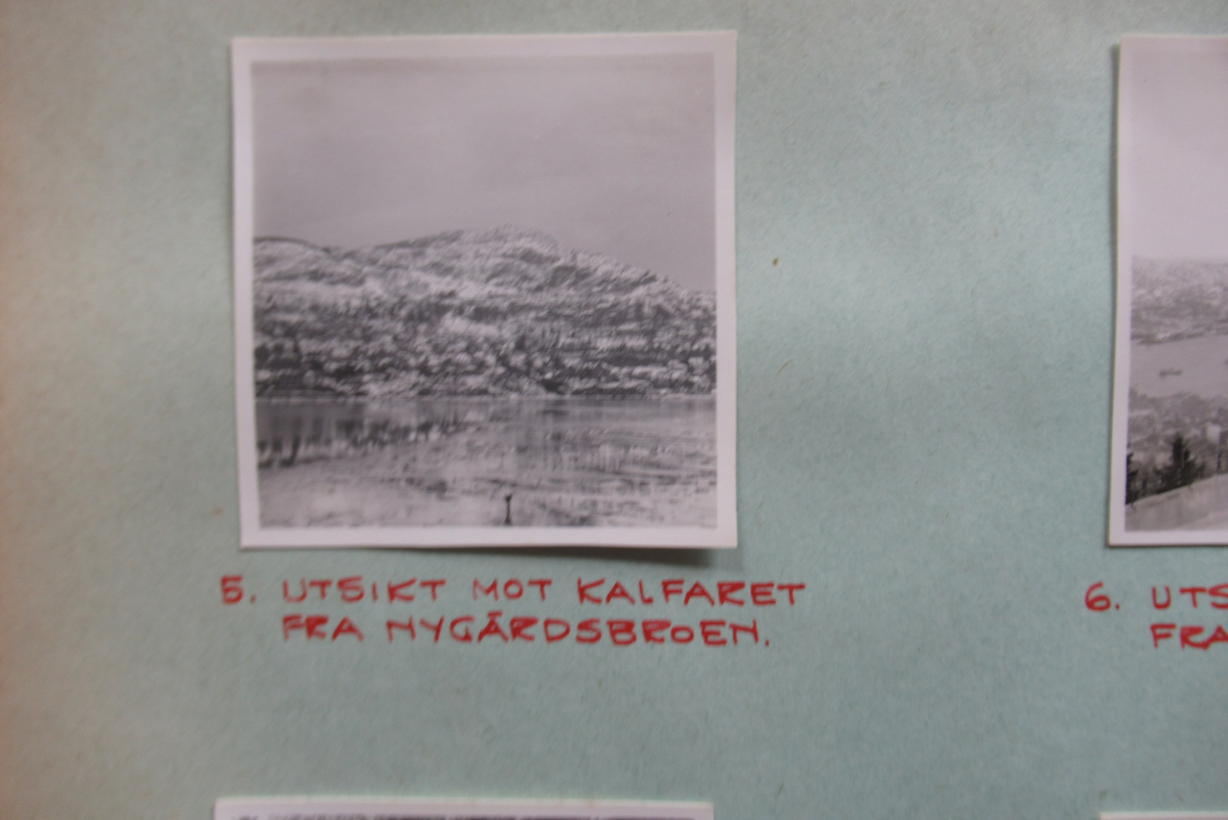 5. UTSIKT MOT KALFARET
FRA NYGÅRDSBROEN.
6. UTS
FRA